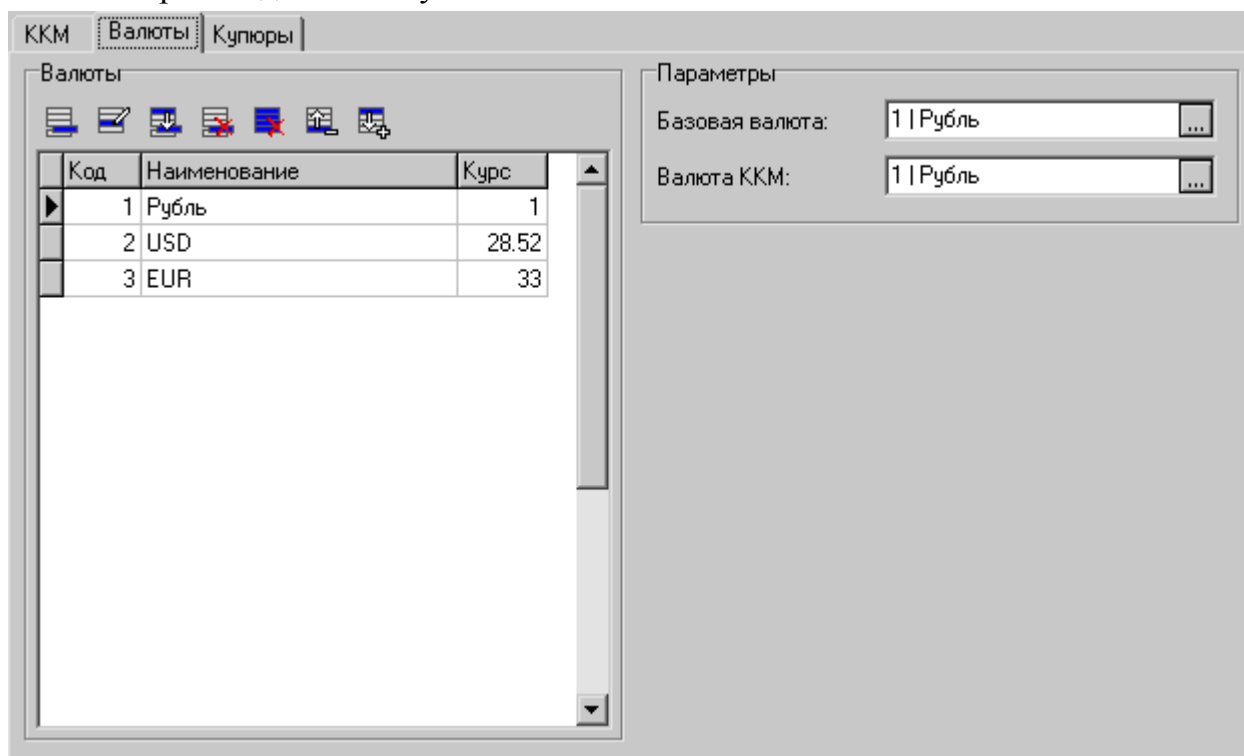 ККМ Валюты Купюры
Валюты
Код Наименование Курс
1 Рубль 1
2 USD 28.52
3 EUR 33
Параметры
Базовая валюта: 1 | Рубль ...
Валюта ККМ: 1 | Рубль ...